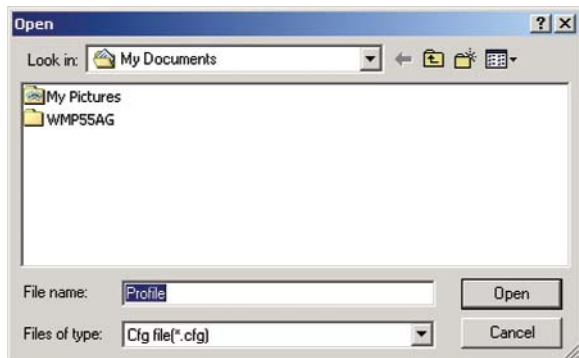 Open
Look in: My Documents
My Pictures
WMP55AG
File name: Profile Open
Files of type: Cfg file(*.cfg) Cancel